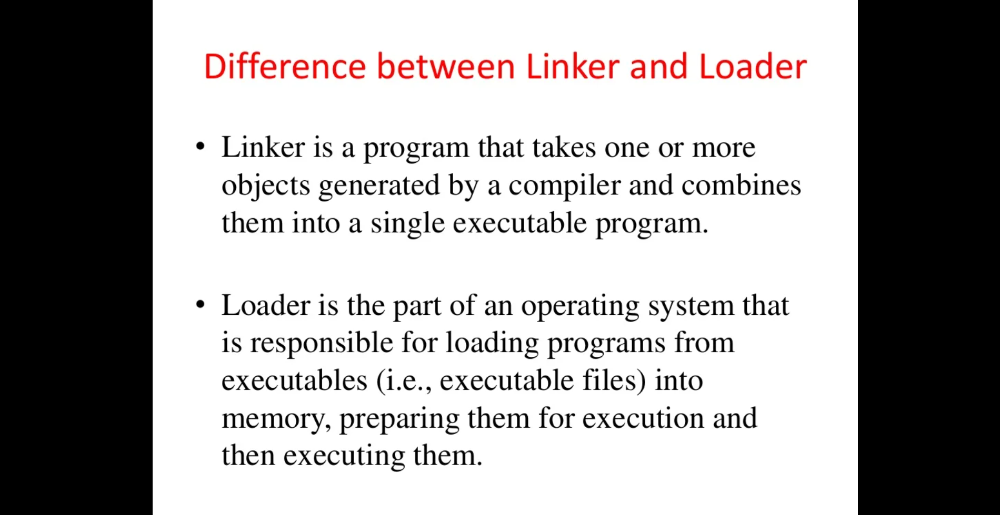 Difference between Linker and Loader
• Linker is a program that takes one or more
objects generated by a compiler and combines
them into a single executable program.
• Loader is the part of an operating system that
is responsible for loading programs from
executables (i.e., executable files) into
memory, preparing them for execution and
then executing them.